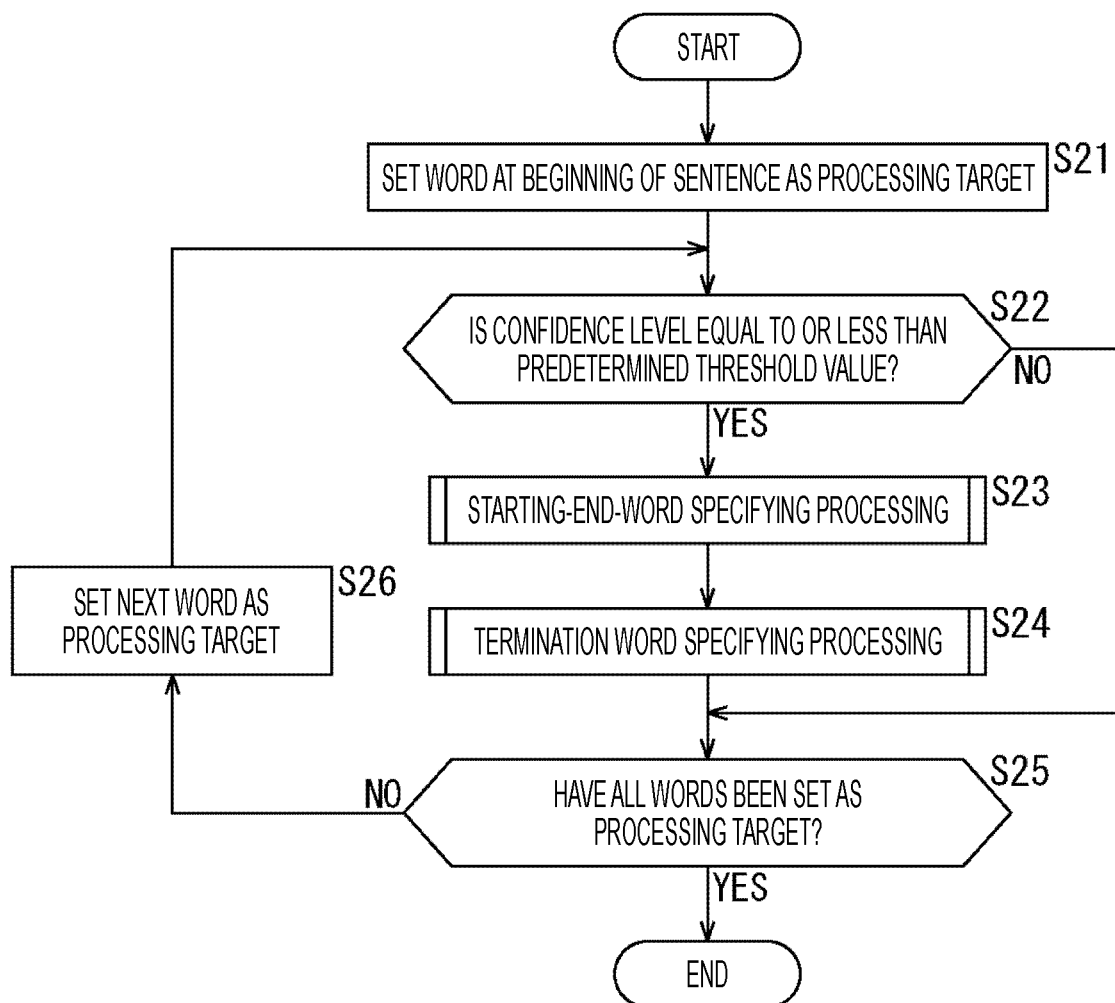 START
SET WORD AT BEGINNING OF SENTENCE AS PROCESSING TARGET
S21
IS CONFIDENCE LEVEL EQUAL TO OR LESS THAN
PREDETERMINED THRESHOLD VALUE?
S22
NO
YES
STARTING-END-WORD SPECIFYING PROCESSING
S23
TERMINATION WORD SPECIFYING PROCESSING
S24
HAVE ALL WORDS BEEN SET AS
PROCESSING TARGET?
S25
NO
YES
SET NEXT WORD AS
PROCESSING TARGET
S26
END